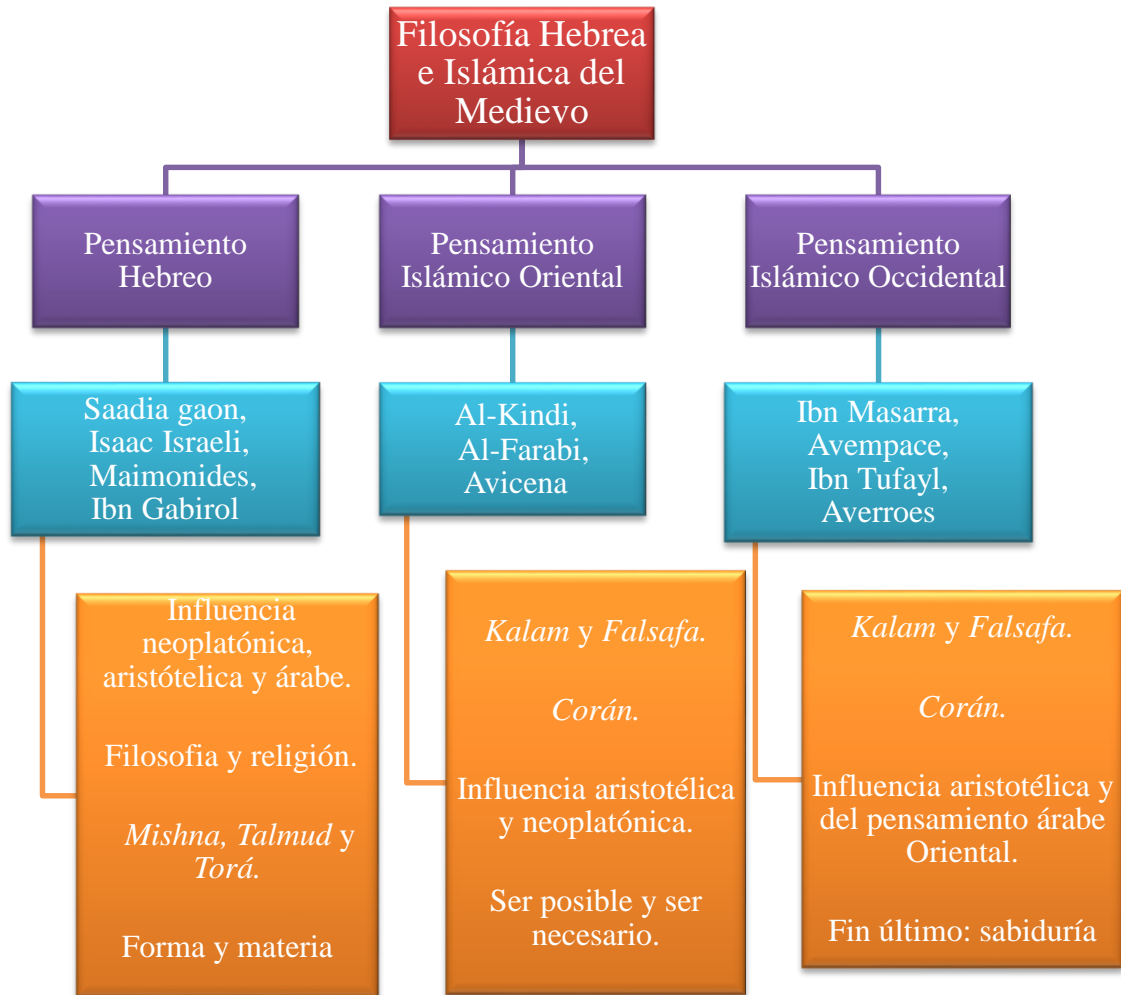 Filosofía Hebrea
e Islámica del
Medievo
Pensamiento
Hebreo
Pensamiento
Islámico Oriental
Pensamiento
Islámico Occidental
Saadia gaon,
Isaac Israeli,
Maimonides,
Ibn Gabirol
Al-Kindi,
Al-Farabi,
Avicena
Ibn Masarra,
Avempace,
Ibn Tufayl,
Averroes
Influencia
neoplatónica,
aristótelica y árabe.
Filosofia y religión.
Mishna, Talmud y
Torá.
Forma y materia
Kalam y Falsafa.
Corán.
Influencia aristotélica
y neoplatónica.
Ser posible y ser
necesario.
Kalam y Falsafa.
Corán.
Influencia aristotélica y
del pensamiento árabe
Oriental.
Fin último: sabiduría